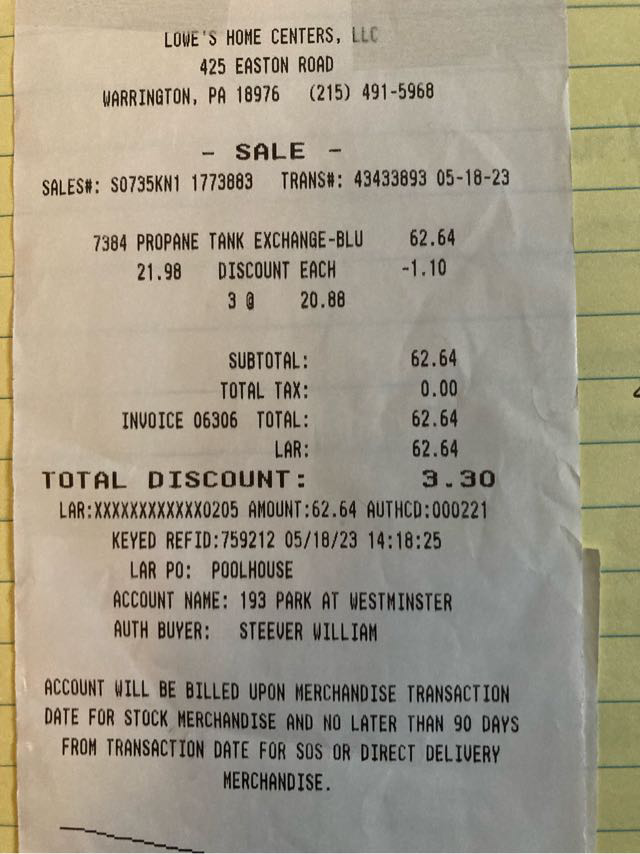 LOWE'S HOME CENTERS, LLC
425 EASTON ROAD
WARRINGTON, PA 18976 (215) 491-5968
- SALE -
SALES#: S0735KN1 1773883 TRANS#: 43433893 05-18-23
7384 PROPANE TANK EXCHANGE-BLU 62.64
21.98 DISCOUNT EACH -1.10
3 @ 20.88
SUBTOTAL: 62.64
TOTAL TAX: 0.00
INVOICE 06306 TOTAL: 62.64
LAR: 62.64
TOTAL DISCOUNT: 3.30
LAR:XXXXXXXXXXXX0205 AMOUNT:62.64 AUTHCD:000221
KEYED REFID:759212 05/18/23 14:18:25
LAR PO: POOLHOUSE
ACCOUNT NAME: 193 PARK AT WESTMINSTER
AUTH BUYER: STEEVER WILLIAM
ACCOUNT WILL BE BILLED UPON MERCHANDISE TRANSACTION
DATE FOR STOCK MERCHANDISE AND NO LATER THAN 90 DAYS
FROM TRANSACTION DATE FOR SOS OR DIRECT DELIVERY
MERCHANDISE.